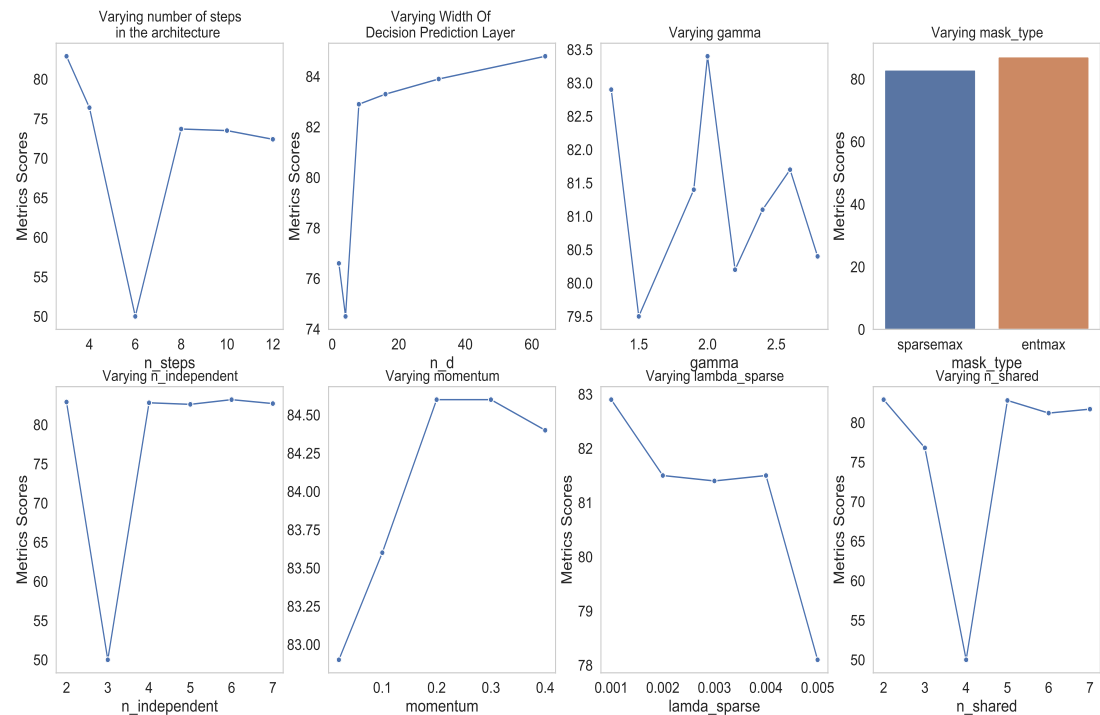 Varying number of steps
in the architecture
Metrics Scores
80
75
70
65
60
55
50
4 6 8 10 12
n_steps
Varying Width Of
Decision Prediction Layer
Metrics Scores
84
82
80
78
76
74
0 20 40 60
n_d
Varying gamma
83.5
83.0
82.5
82.0
81.5
81.0
80.5
80.0
79.5
1.5 2.0 2.5
gamma
Varying mask_type
Metrics Scores
80
60
40
20
0
sparsemax entmax
mask_type
Varying n_independent
Metrics Scores
80
75
70
65
60
55
50
2 3 4 5 6 7
n_independent
Varying momentum
84.50
84.25
84.00
83.75
83.50
83.25
83.00
0.1 0.2 0.3 0.4
momentum
Varying lambda_sparse
Metrics Scores
83
82
81
80
79
78
0.001 0.002 0.003 0.004 0.005
lamda_sparse
Varying n_shared
Metrics Scores
80
75
70
65
60
55
50
2 3 4 5 6 7
n_shared